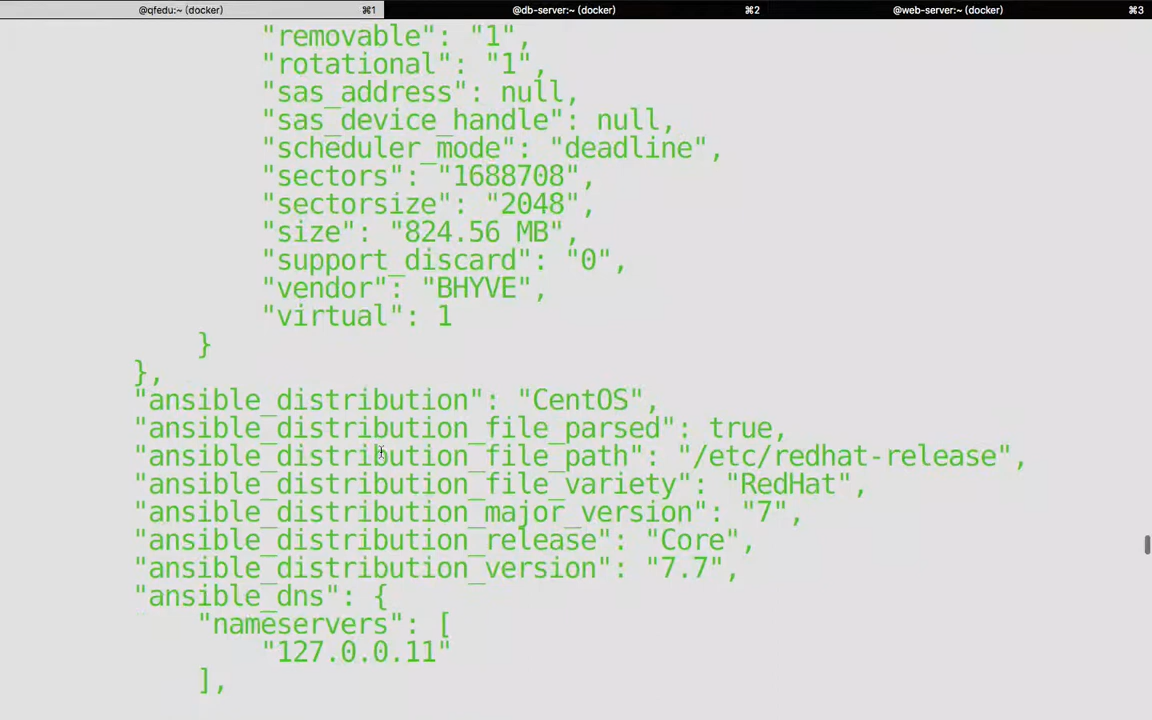 @qfedu:~ (docker) ⌘1 @db-server:~ (docker) ⌘2 @web-server:~ (docker) ⌘3
"removable": "1",
"rotational": "1",
"sas_address": null,
"sas_device_handle": null,
"scheduler_mode": "deadline",
"sectors": "1688708",
"sectorsize": "2048",
"size": "824.56 MB",
"support_discard": "0",
"vendor": "BHYVE",
"virtual": 1
}
},
"ansible_distribution": "CentOS",
"ansible_distribution_file_parsed": true,
"ansible_distribution_file_path": "/etc/redhat-release",
"ansible_distribution_file_variety": "RedHat",
"ansible_distribution_major_version": "7",
"ansible_distribution_release": "Core",
"ansible_distribution_version": "7.7",
"ansible_dns": {
"nameservers": [
"127.0.0.11"
],